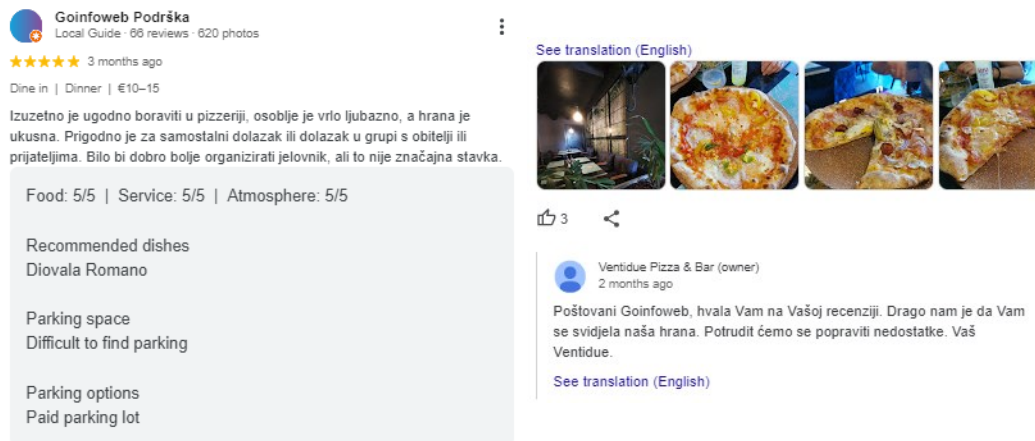 Goinfoweb Podrška
Local Guide · 66 reviews · 620 photos
3 months ago
Dine in | Dinner | €10–15
Izuzetno je ugodno boraviti u pizzeriji, osoblje je vrlo ljubazno, a hrana je
ukusna. Prigodno je za samostalni dolazak ili dolazak u grupi s obitelji ili
prijateljima. Bilo bi dobro bolje organizirati jelovnik, ali to nije značajna stavka.
Food: 5/5 | Service: 5/5 | Atmosphere: 5/5
Recommended dishes
Diovala Romano
Parking space
Difficult to find parking
Parking options
Paid parking lot
See translation (English)
3
Ventidue Pizza & Bar (owner)
2 months ago
Poštovani Goinfoweb, hvala Vam na Vašoj recenziji. Drago nam je da Vam
se svidjela naša hrana. Potrudit ćemo se popraviti nedostatke. Vaš
Ventidue.
See translation (English)